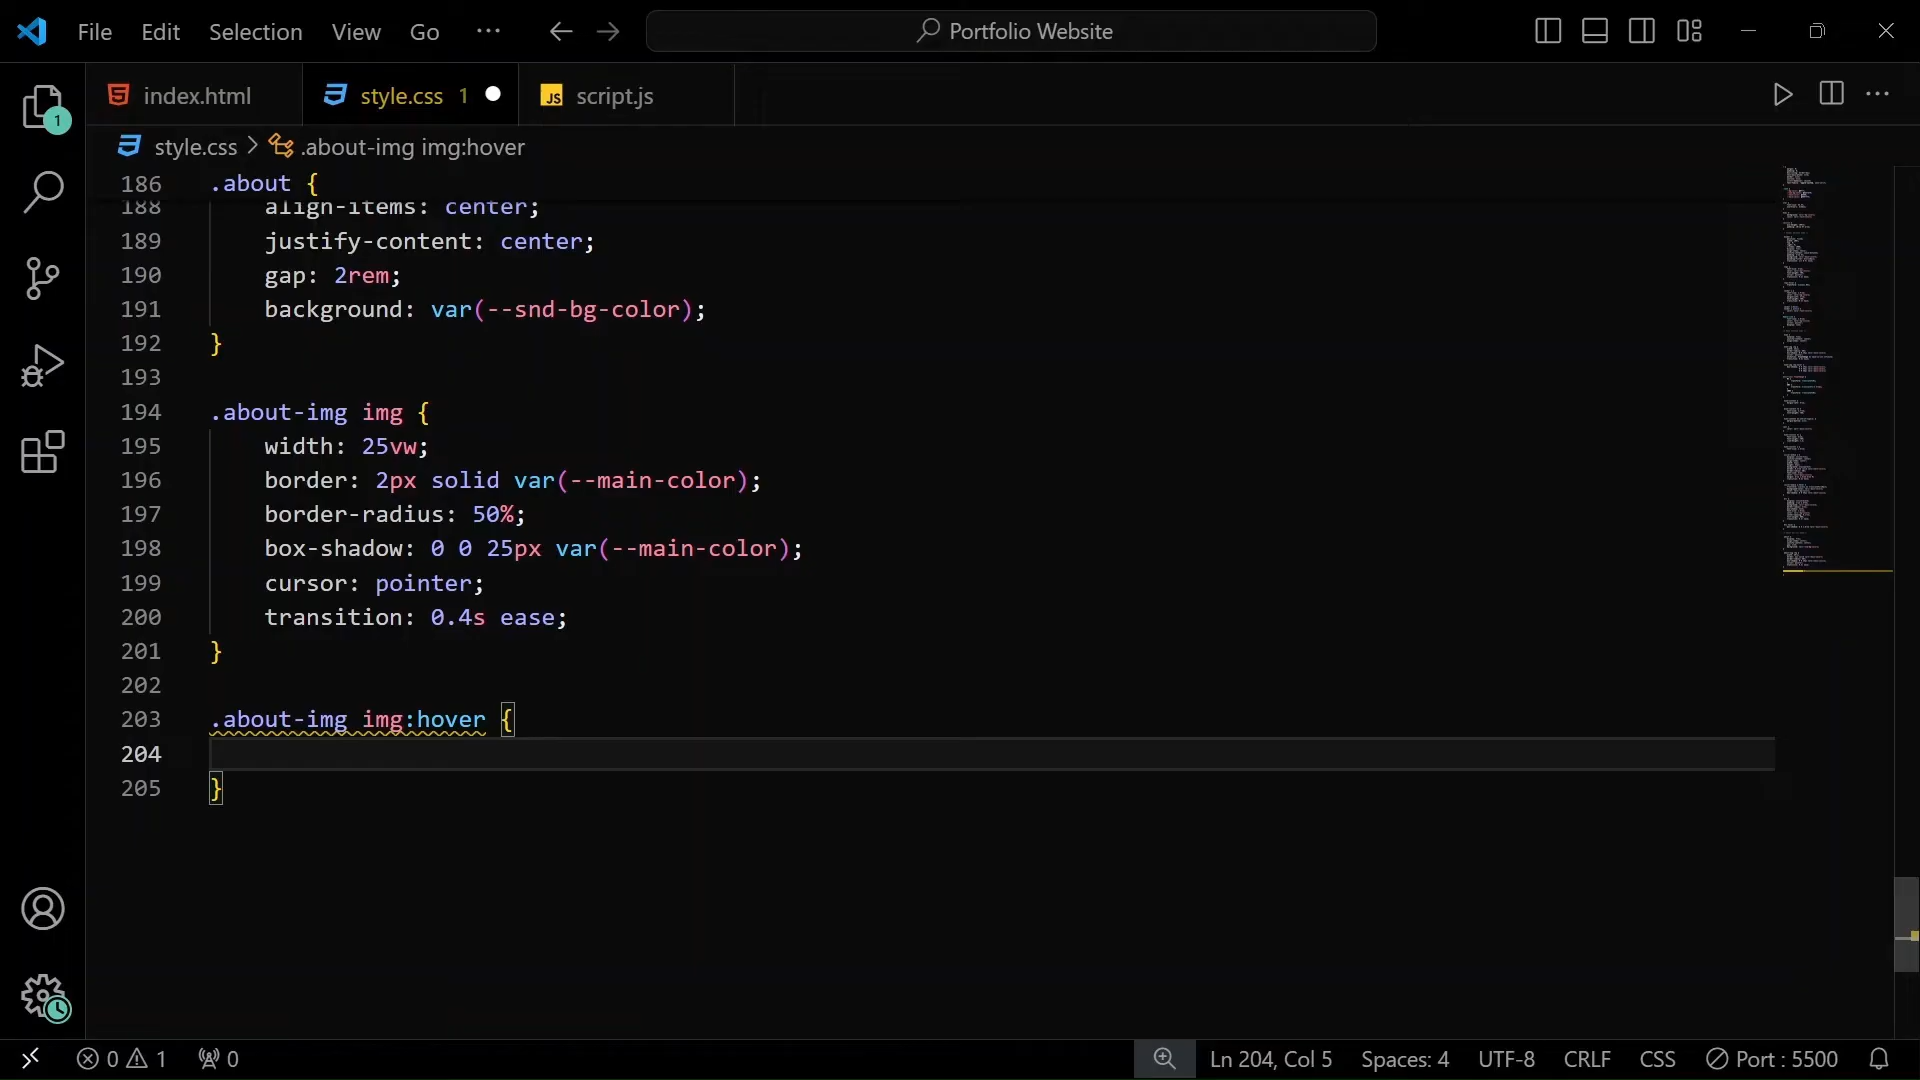 File Edit Selection View Go ··· Portfolio Website
index.html style.css 1 JS script.js
1
style.css > .about-img img:hover
186 .about {
188 align-items: center;
189 justify-content: center;
190 gap: 2rem;
191 background: var(--snd-bg-color);
192 }
193
194 .about-img img {
195 width: 25vw;
196 border: 2px solid var(--main-color);
197 border-radius: 50%;
198 box-shadow: 0 0 25px var(--main-color);
199 cursor: pointer;
200 transition: 0.4s ease;
201 }
202
203 .about-img img:hover {
204
205 }
0 1 0 Ln 204, Col 5 Spaces: 4 UTF-8 CRLF CSS Port : 5500